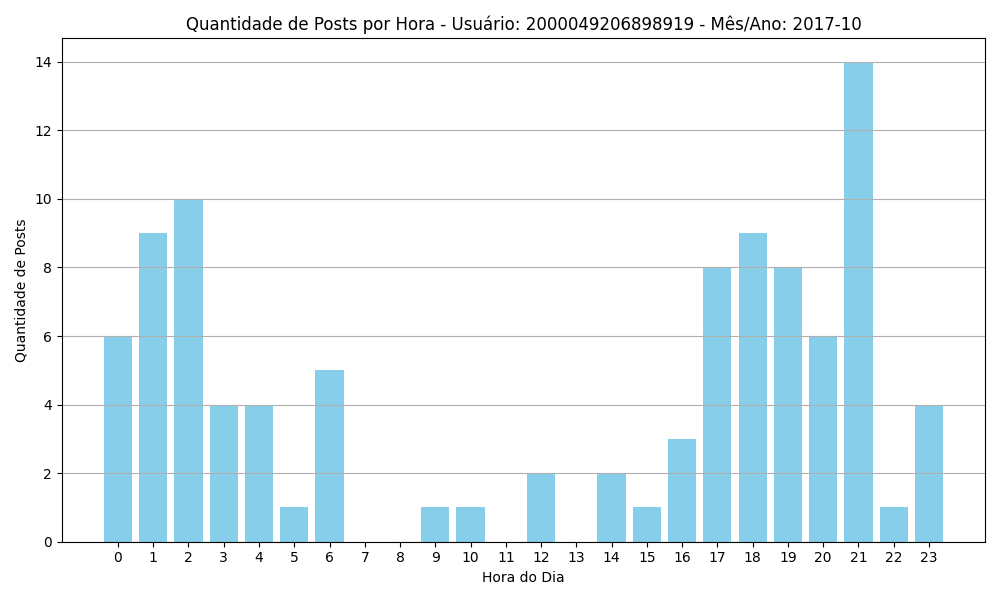 Quantidade de Posts por Hora - Usuário: 2000049206898919 - Mês/Ano: 2017-10
Quantidade de Posts
14
12
10
8
6
4
2
0
0 1 2 3 4 5 6 7 8 9 10 11 12 13 14 15 16 17 18 19 20 21 22 23
Hora do Dia